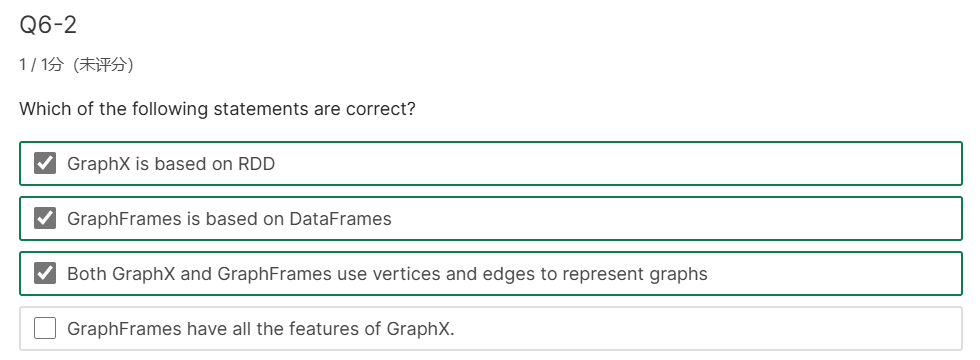 Q6-2
1 / 1分（未评分）
Which of the following statements are correct?
GraphX is based on RDD
GraphFrames is based on DataFrames
Both GraphX and GraphFrames use vertices and edges to represent graphs
GraphFrames have all the features of GraphX.